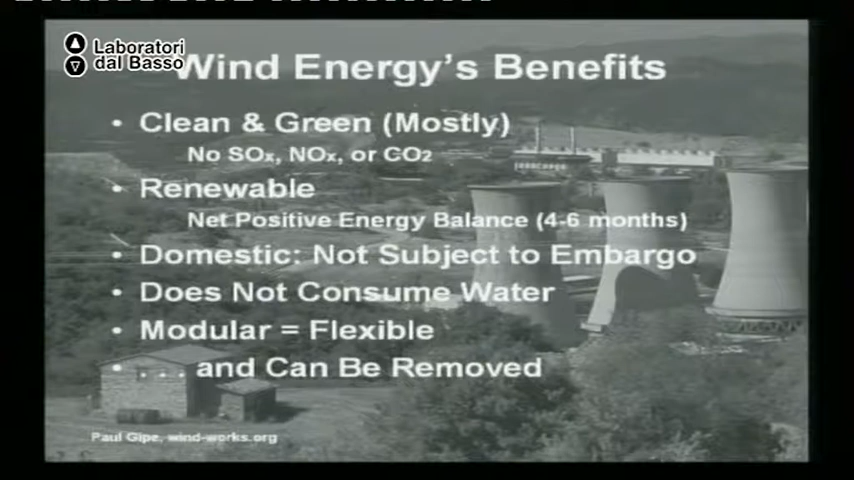 Laboratori
dal Basso
Wind Energy's Benefits
• Clean & Green (Mostly)
No SOx, NOx, or CO2
• Renewable
Net Positive Energy Balance (4-6 months)
• Domestic: Not Subject to Embargo
• Does Not Consume Water
• Modular = Flexible
• . . . and Can Be Removed
Paul Gipe, wind-works.org